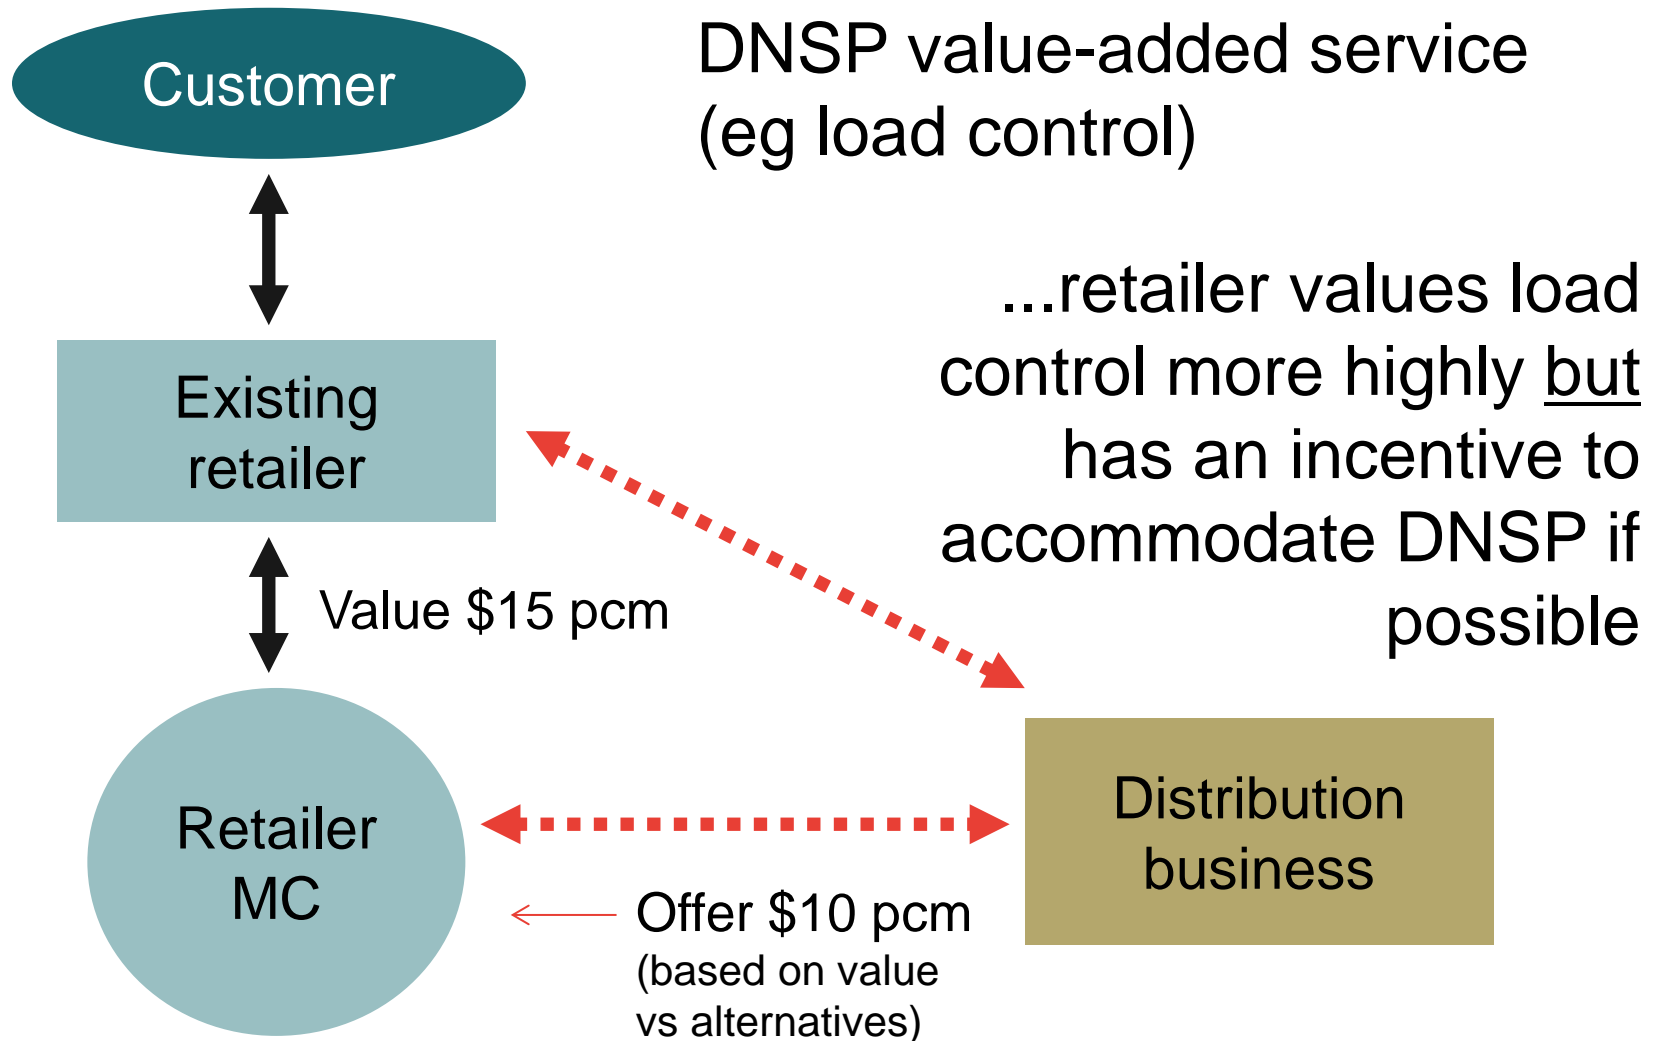 Customer
DNSP value-added service
(eg load control)
...retailer values load
control more highly but
has an incentive to
accommodate DNSP if
possible
Existing
retailer
Value $15 pcm
Retailer
MC
Distribution
business
Offer $10 pcm
(based on value
vs alternatives)